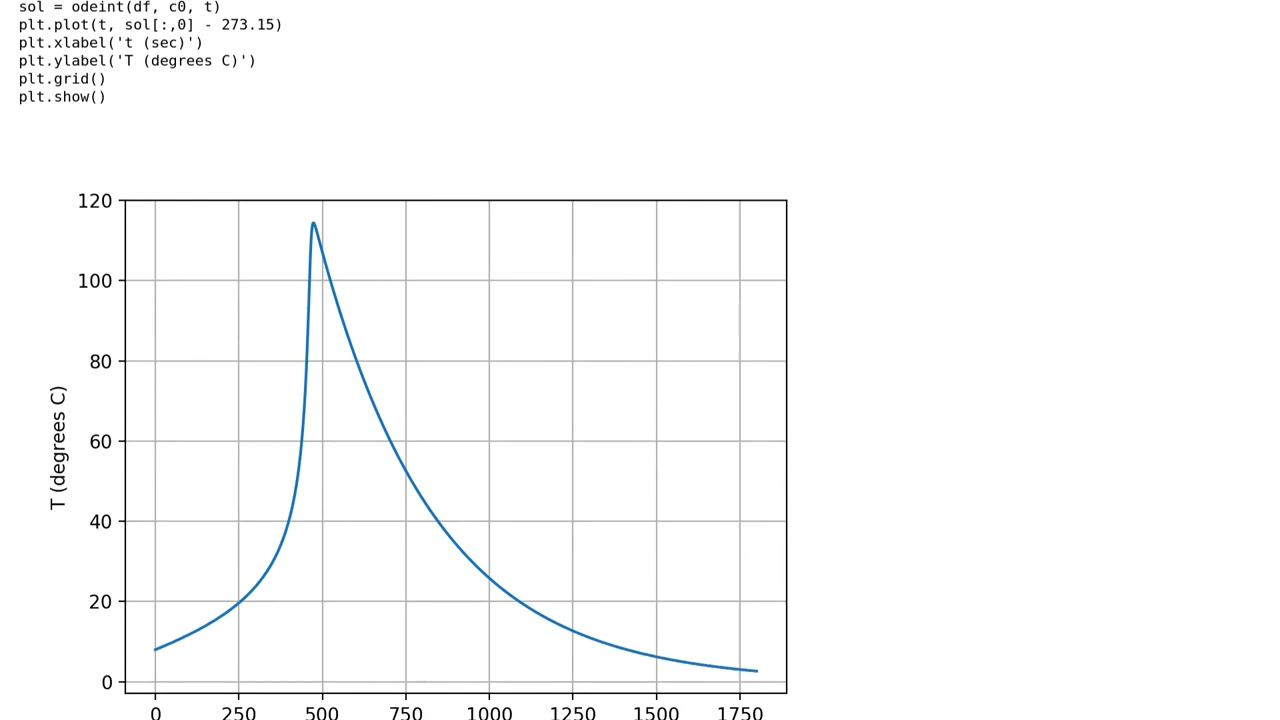 sol = odeint(df, c0, t)
plt.plot(t, sol[:,0] - 273.15)
plt.xlabel('t (sec)')
plt.ylabel('T (degrees C)')
plt.grid()
plt.show()
120
100
80
60
40
20
0
T (degrees C)
0 250 500 750 1000 1250 1500 1750